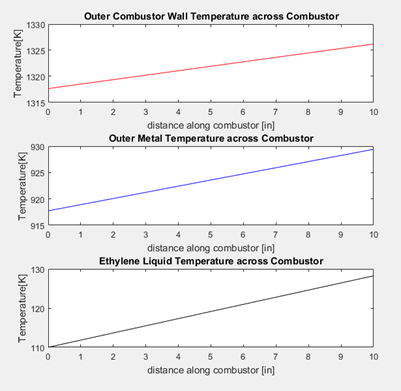 Outer Combustor Wall Temperature across Combustor
1330
1325
1320
1315
Temperature[K]
0 1 2 3 4 5 6 7 8 9 10
distance along combustor [in]
Outer Metal Temperature across Combustor
930
925
920
915
Temperature[K]
0 1 2 3 4 5 6 7 8 9 10
distance along combustor [in]
Ethylene Liquid Temperature across Combustor
130
120
110
Temperature[K]
0 1 2 3 4 5 6 7 8 9 10
distance along combustor [in]